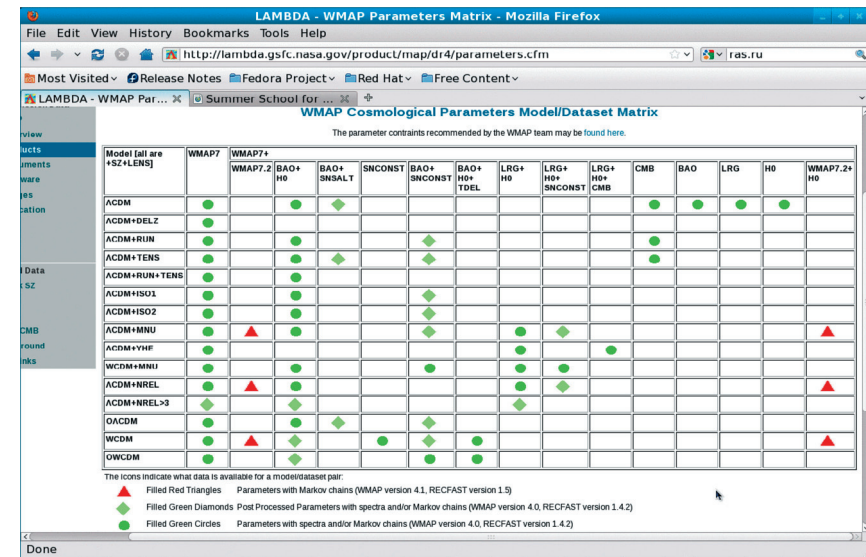 LAMBDA - WMAP Parameters Matrix - Mozilla Firefox
File Edit View History Bookmarks Tools Help
http://lambda.gsfc.nasa.gov/product/map/dr4/parameters.cfm
ras.ru
Most Visited Release Notes Fedora Project Red Hat Free Content
LAMBDA - WMAP Par... Summer School for ...
WMAP Cosmological Parameters Model/Dataset Matrix
The parameter contraints recommended by the WMAP team may be found here.
rview
ucts
uments
ware
ges
cation
l Data
t SZ
CMB
round
nks
Model [all are +SZ+LENS] WMAP7 WMAP7+
WMAP7.2 BAO+ H0 BAO+ SNSALT SNCONST BAO+ SNCONST BAO+ H0+ TDEL LRG+ H0 LRG+ H0+ SNCONST LRG+ H0+ CMB CMB BAO LRG H0 WMAP7.2+ H0
ΛCDM
ΛCDM+DELZ
ΛCDM+RUN
ΛCDM+TENS
ΛCDM+RUN+TENS
ΛCDM+ISO1
ΛCDM+ISO2
ΛCDM+MNU
ΛCDM+YHE
WCDM+MNU
ΛCDM+NREL
ΛCDM+NREL>3
OΛCDM
WCDM
OWCDM
The icons indicate what data is available for a model/dataset pair:
Filled Red Triangles Parameters with Markov chains (WMAP version 4.1, RECFAST version 1.5)
Filled Green Diamonds Post Processed Parameters with spectra and/or Markov chains (WMAP version 4.0, RECFAST version 1.4.2)
Filled Green Circles Parameters with spectra and/or Markov chains (WMAP version 4.0, RECFAST version 1.4.2)
Done